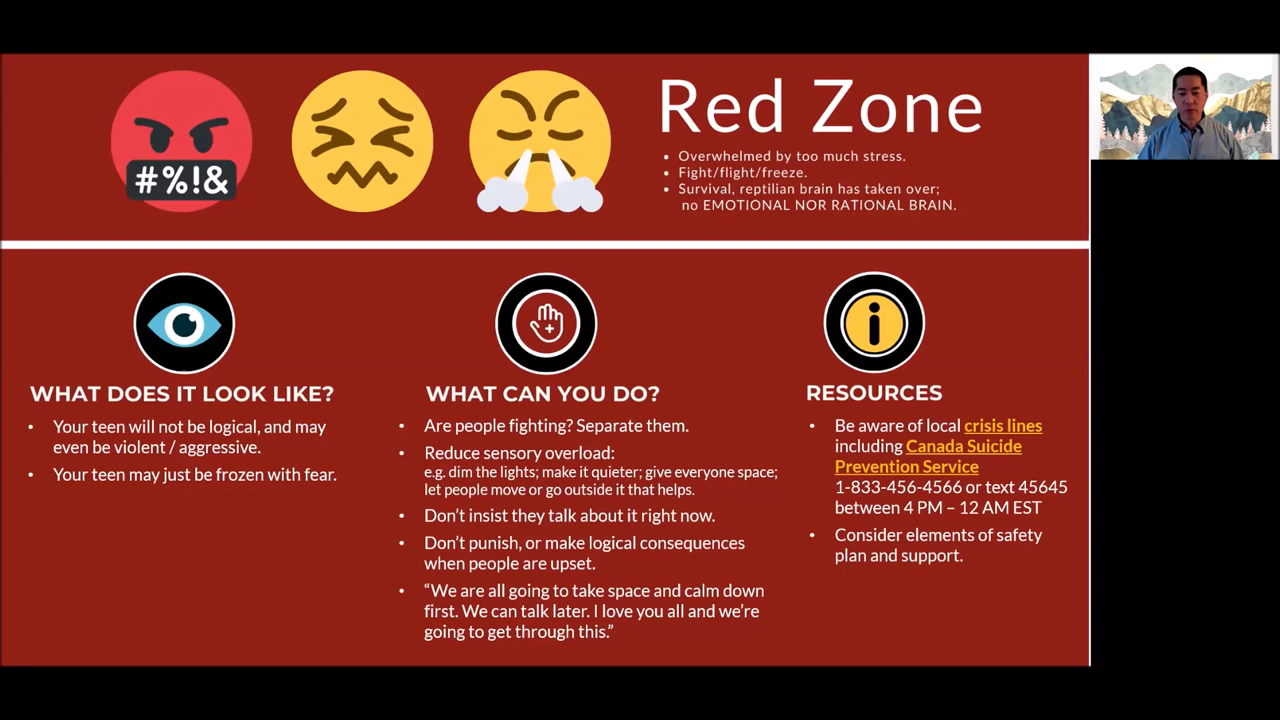 #%!&
Red Zone
• Overwhelmed by too much stress.
• Fight/flight/freeze.
• Survival, reptilian brain has taken over;
no EMOTIONAL NOR RATIONAL BRAIN.
WHAT DOES IT LOOK LIKE?
• Your teen will not be logical, and may
even be violent / aggressive.
• Your teen may just be frozen with fear.
WHAT CAN YOU DO?
• Are people fighting? Separate them.
• Reduce sensory overload:
e.g. dim the lights; make it quieter; give everyone space;
let people move or go outside it that helps.
• Don't insist they talk about it right now.
• Don't punish, or make logical consequences
when people are upset.
• “We are all going to take space and calm down
first. We can talk later. I love you all and we're
going to get through this.”
i
RESOURCES
• Be aware of local crisis lines
including Canada Suicide
Prevention Service
1-833-456-4566 or text 45645
between 4 PM – 12 AM EST
• Consider elements of safety
plan and support.